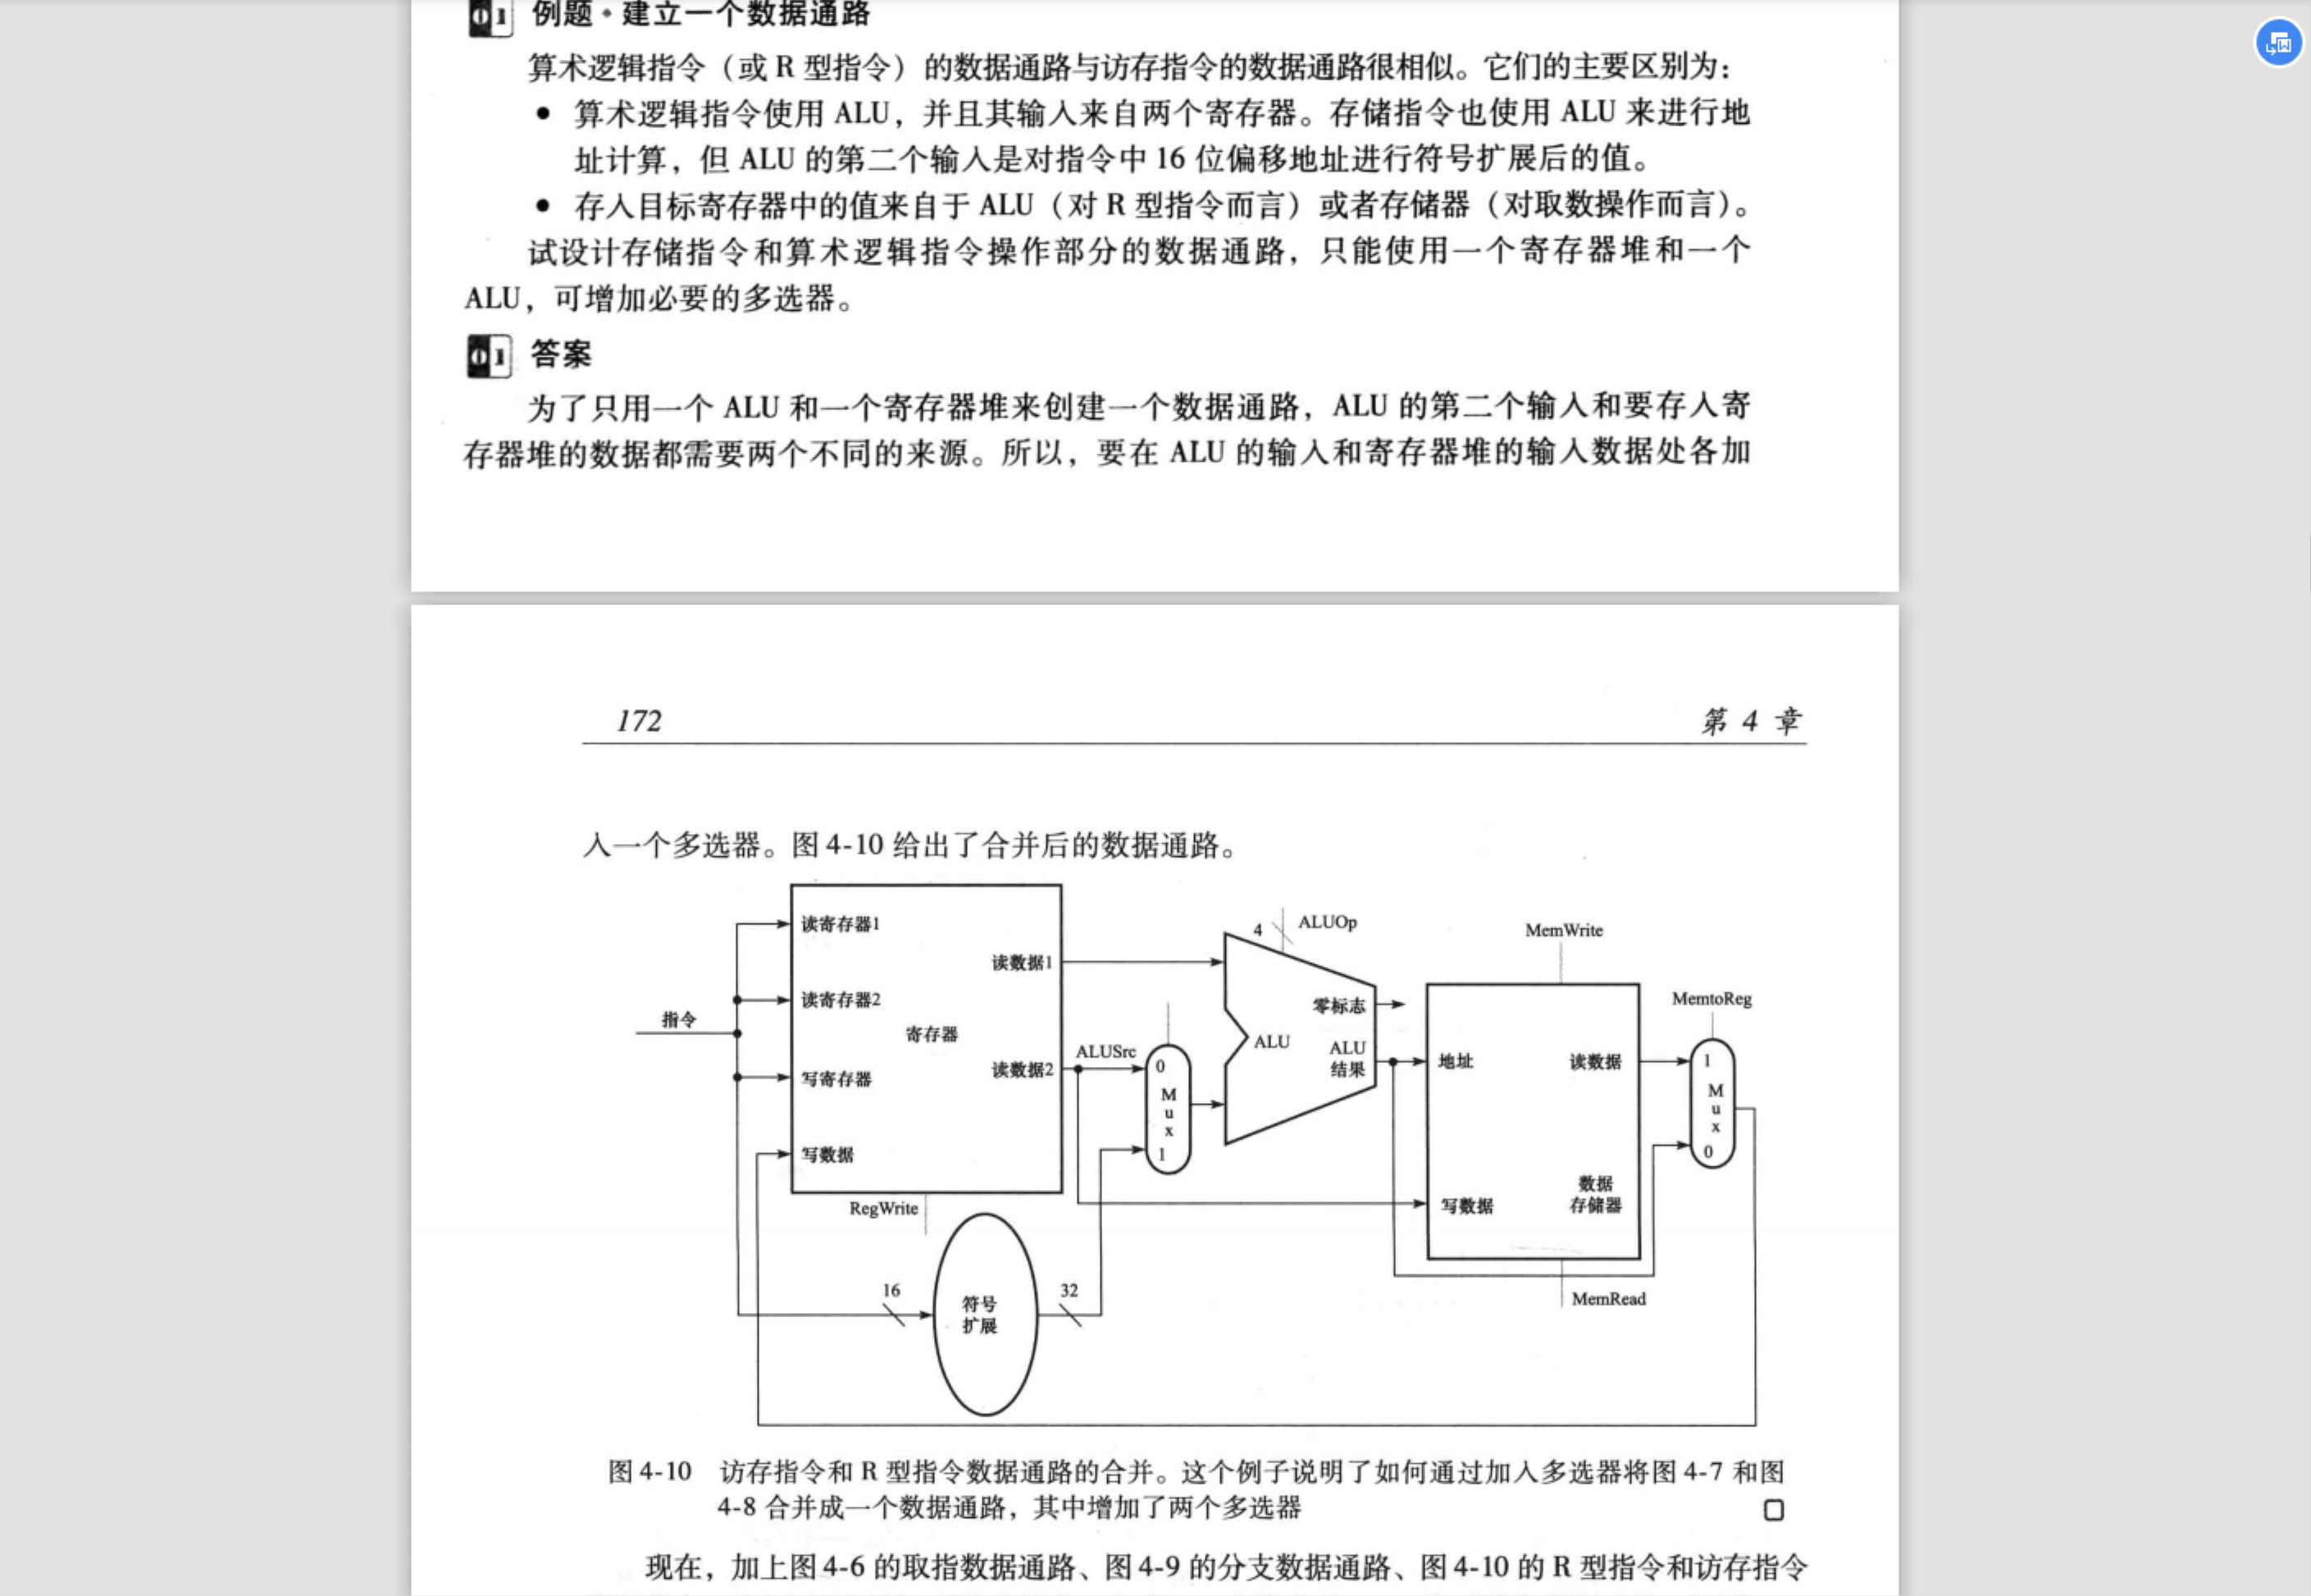 01 例题·建立一个数据通路
算术逻辑指令（或 R 型指令）的数据通路与访存指令的数据通路很相似。它们的主要区别为：
● 算术逻辑指令使用 ALU，并且其输入来自两个寄存器。存储指令也使用 ALU 来进行地
址计算，但 ALU 的第二个输入是对指令中 16 位偏移地址进行符号扩展后的值。
● 存入目标寄存器中的值来自于 ALU（对 R 型指令而言）或者存储器（对取数操作而言）。
试设计存储指令和算术逻辑指令操作部分的数据通路，只能使用一个寄存器堆和一个
ALU，可增加必要的多选器。
01 答案
为了只用一个 ALU 和一个寄存器堆来创建一个数据通路，ALU 的第二个输入和要存入寄
存器堆的数据都需要两个不同的来源。所以，要在 ALU 的输入和寄存器堆的输入数据处各加
172
第 4 章
入一个多选器。图 4-10 给出了合并后的数据通路。
指令
读寄存器1
读寄存器2
写寄存器
写数据
寄存器
读数据1
读数据2
RegWrite
16
符号
扩展
32
ALUSrc
0
Mux
1
4
ALUOp
ALU
零标志
ALU
结果
MemWrite
地址
读数据
写数据
数据
存储器
MemRead
MemtoReg
1
Mux
0
图 4-10 访存指令和 R 型指令数据通路的合并。这个例子说明了如何通过加入多选器将图 4-7 和图
4-8 合并成一个数据通路，其中增加了两个多选器
现在，加上图 4-6 的取指数据通路、图 4-9 的分支数据通路、图 4-10 的 R 型指令和访存指令